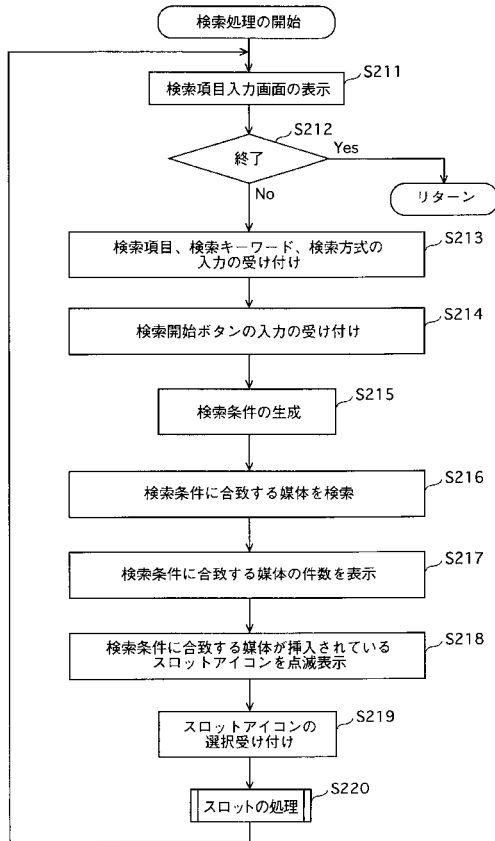 検索処理の開始
S211
検索項目入力画面の表示
S212
終了
Yes
リターン
No
S213
検索項目、検索キーワード、検索方式の
入力の受け付け
S214
検索開始ボタンの入力の受け付け
S215
検索条件の生成
S216
検索条件に合致する媒体を検索
S217
検索条件に合致する媒体の件数を表示
S218
検索条件に合致する媒体が挿入されている
スロットアイコンを点滅表示
S219
スロットアイコンの
選択受け付け
S220
スロットの処理